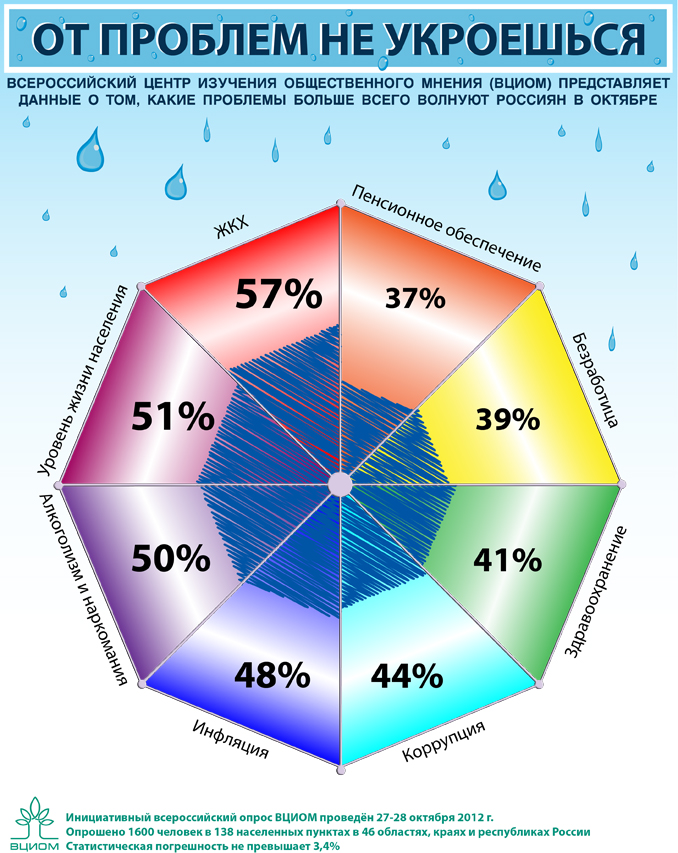 ОТ ПРОБЛЕМ НЕ УКРОЕШЬСЯ
ВСЕРОССИЙСКИЙ ЦЕНТР ИЗУЧЕНИЯ ОБЩЕСТВЕННОГО МНЕНИЯ (ВЦИОМ) ПРЕДСТАВЛЯЕТ
ДАННЫЕ О ТОМ, КАКИЕ ПРОБЛЕМЫ БОЛЬШЕ ВСЕГО ВОЛНУЮТ РОССИЯН В ОКТЯБРЕ
ЖКХ
57%
Пенсионное обеспечение
37%
Безработица
39%
Здравоохранение
41%
Коррупция
44%
Инфляция
48%
Алкоголизм и наркомания
50%
Уровень жизни населения
51%
ВЦИОМ
Инициативный всероссийский опрос ВЦИОМ проведён 27-28 октября 2012 г.
Опрошено 1600 человек в 138 населенных пунктах в 46 областях, краях и республиках России
Статистическая погрешность не превышает 3,4%